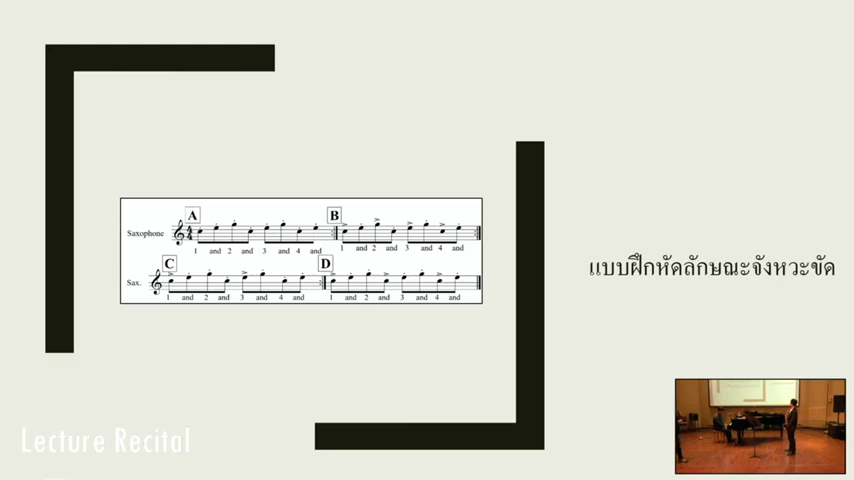 A
B
Saxophone
4
4
1 and 2 and 3 and 4 and 1 and 2 and 3 and 4 and
C
D
Sax.
1 and 2 and 3 and 4 and 1 and 2 and 3 and 4 and
แบบฝึกหัดลักษณะจังหวะขัด
Lecture Recital